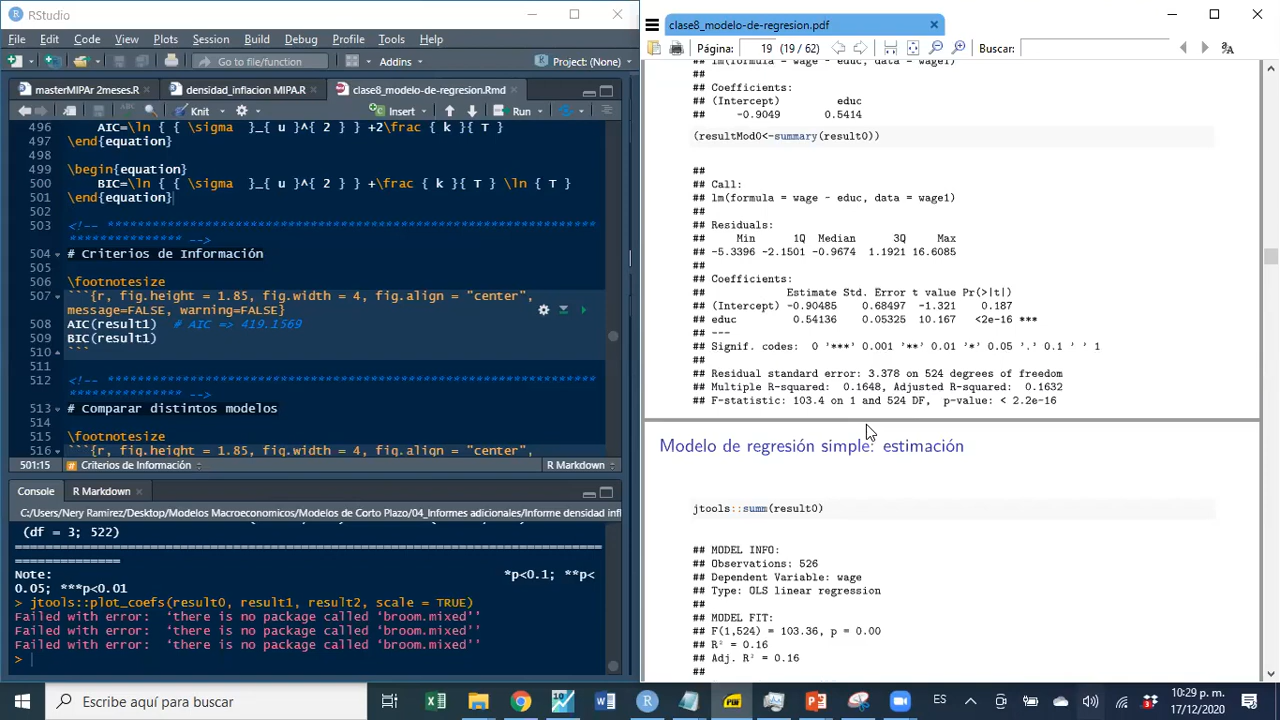 RStudio
File Edit Code View Plots Session Build Debug Profile Tools Help
Go to file/function
Addins
Project: (None)
masterMIPAr 2meses.R
densidad_inflacion MIPA.R
clase8_modelo-de-regresion.Rmd
Knit
Insert
Run
496 AIC=\ln { { \sigma }_{ u }^{ 2 } } +2\frac { k }{ T }
497 \end{equation}
498
499 \begin{equation}
500 BIC=\ln { { \sigma }_{ u }^{ 2 } } +\frac { k }{ T } \ln { T }
501 \end{equation}
502
503 <!-- *****************************************************************
*************** -->
504 # Criterios de Información
505
506 \footnotesize
507 ```{r, fig.height = 1.85, fig.width = 4, fig.align = "center",
message=FALSE, warning=FALSE}
508 AIC(result1) # AIC => 419.1569
509 BIC(result1)
510 ```
511
512 <!-- *****************************************************************
*************** -->
513 # Comparar distintos modelos
514
515 \footnotesize
516 ```{r, fig.height = 1.85, fig.width = 4, fig.align = "center",
501:15 # Criterios de Información R Markdown
Console R Markdown
C:/Users/Nery Ramirez/Desktop/Modelos Macroeconomicos/Modelos de Corto Plazo/04_Informes adicionales/Informe densidad infl
(df = 3; 522)
=====================================================================
==============
Note: *p<0.1; **p<
0.05; ***p<0.01
> jtools::plot_coefs(result0, result1, result2, scale = TRUE)
Failed with error: ‘there is no package called ‘broom.mixed’’
Failed with error: ‘there is no package called ‘broom.mixed’’
Failed with error: ‘there is no package called ‘broom.mixed’’
>
clase8_modelo-de-regresion.pdf
Página: 19 (19 / 62)
Buscar:
## lm(formula = wage ~ educ, data = wage1)
##
## Coefficients:
## (Intercept) educ
## -0.9049 0.5414
(resultMod0<-summary(result0))
##
## Call:
## lm(formula = wage ~ educ, data = wage1)
##
## Residuals:
## Min 1Q Median 3Q Max
## -5.3396 -2.1501 -0.9674 1.1921 16.6085
##
## Coefficients:
## Estimate Std. Error t value Pr(>|t|)
## (Intercept) -0.90485 0.68497 -1.321 0.187
## educ 0.54136 0.05325 10.167 <2e-16 ***
## ---
## Signif. codes: 0 '***' 0.001 '**' 0.01 '*' 0.05 '.' 0.1 ' ' 1
##
## Residual standard error: 3.378 on 524 degrees of freedom
## Multiple R-squared: 0.1648, Adjusted R-squared: 0.1632
## F-statistic: 103.4 on 1 and 524 DF, p-value: < 2.2e-16
Modelo de regresión simple: estimación
jtools::summ(result0)
## MODEL INFO:
## Observations: 526
## Dependent Variable: wage
## Type: OLS linear regression
##
## MODEL FIT:
## F(1,524) = 103.36, p = 0.00
## R² = 0.16
## Adj. R² = 0.16
##
Escribe aquí para buscar
ES
10:29 p. m.
17/12/2020